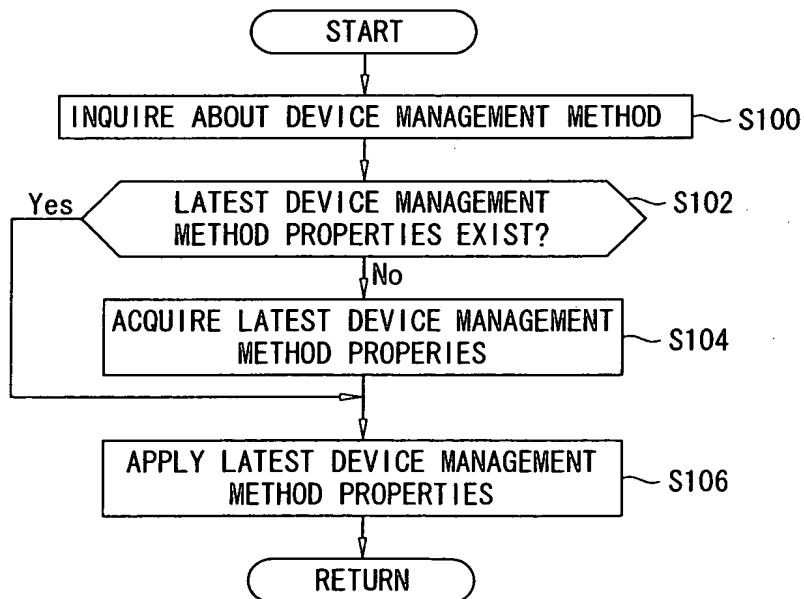 START
INQUIRE ABOUT DEVICE MANAGEMENT METHOD
S100
Yes
LATEST DEVICE MANAGEMENT
METHOD PROPERTIES EXIST?
S102
No
ACQUIRE LATEST DEVICE MANAGEMENT
METHOD PROPERIES
S104
APPLY LATEST DEVICE MANAGEMENT
METHOD PROPERTIES
S106
RETURN